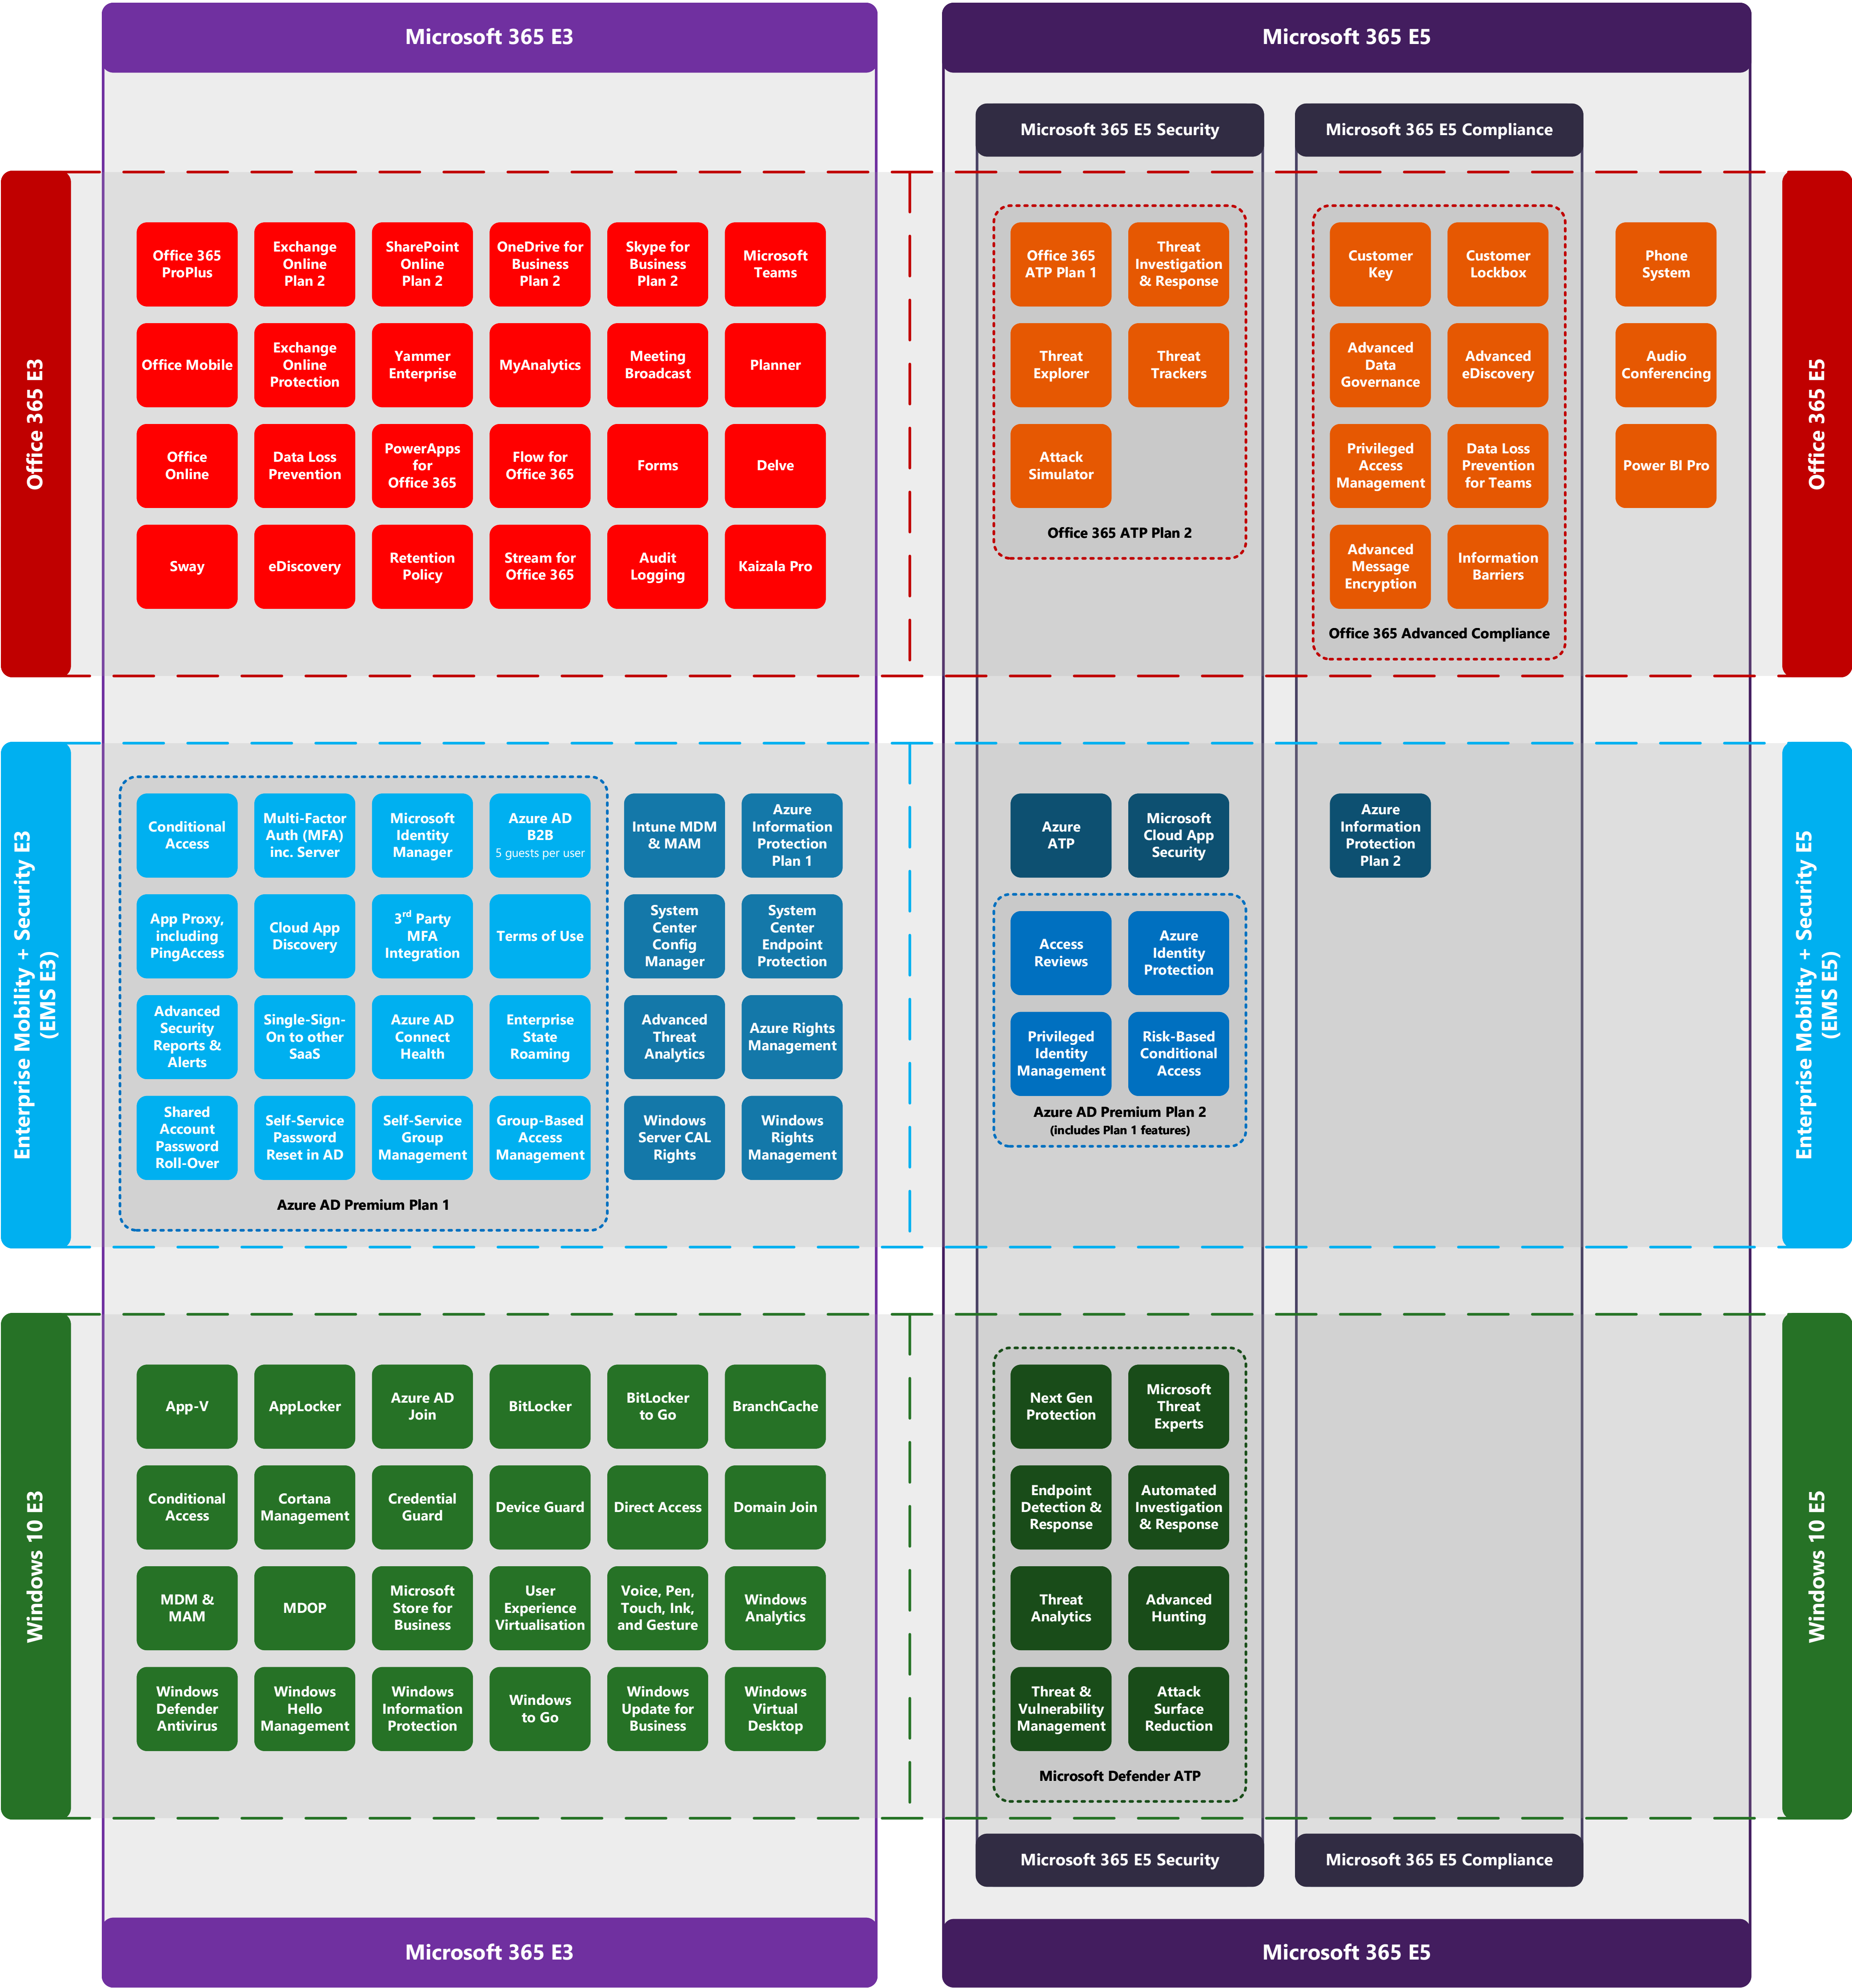 Microsoft 365 E3
Microsoft 365 E5
Microsoft 365 E5 Security
Microsoft 365 E5 Compliance
Office 365 E3
Office 365
ProPlus
Exchange
Online
Plan 2
SharePoint
Online
Plan 2
OneDrive for
Business
Plan 2
Skype for
Business
Plan 2
Microsoft
Teams
Office Mobile
Exchange
Online
Protection
Yammer
Enterprise
MyAnalytics
Meeting
Broadcast
Planner
Office
Online
Data Loss
Prevention
PowerApps
for
Office 365
Flow for
Office 365
Forms
Delve
Sway
eDiscovery
Retention
Policy
Stream for
Office 365
Audit
Logging
Kaizala Pro
Office 365
ATP Plan 1
Threat
Investigation
& Response
Threat
Explorer
Threat
Trackers
Attack
Simulator
Office 365 ATP Plan 2
Customer
Key
Customer
Lockbox
Advanced
Data
Governance
Advanced
eDiscovery
Privileged
Access
Management
Data Loss
Prevention
for Teams
Advanced
Message
Encryption
Information
Barriers
Office 365 Advanced Compliance
Phone
System
Audio
Conferencing
Power BI Pro
Office 365 E5
Enterprise Mobility + Security E3
(EMS E3)
Conditional
Access
Multi-Factor
Auth (MFA)
inc. Server
Microsoft
Identity
Manager
Azure AD
B2B
5 guests per user
Intune MDM
& MAM
Azure
Information
Protection
Plan 1
App Proxy,
including
PingAccess
Cloud App
Discovery
3rd Party
MFA
Integration
Terms of Use
System
Center
Config
Manager
System
Center
Endpoint
Protection
Advanced
Security
Reports &
Alerts
Single-Sign-
On to other
SaaS
Azure AD
Connect
Health
Enterprise
State
Roaming
Advanced
Threat
Analytics
Azure Rights
Management
Shared
Account
Password
Roll-Over
Self-Service
Password
Reset in AD
Self-Service
Group
Management
Group-Based
Access
Management
Windows
Server CAL
Rights
Windows
Rights
Management
Azure AD Premium Plan 1
Azure
ATP
Microsoft
Cloud App
Security
Access
Reviews
Azure
Identity
Protection
Privileged
Identity
Management
Risk-Based
Conditional
Access
Azure AD Premium Plan 2
(includes Plan 1 features)
Azure
Information
Protection
Plan 2
Enterprise Mobility + Security E5
(EMS E5)
Windows 10 E3
App-V
AppLocker
Azure AD
Join
BitLocker
BitLocker
to Go
BranchCache
Conditional
Access
Cortana
Management
Credential
Guard
Device Guard
Direct Access
Domain Join
MDM &
MAM
MDOP
Microsoft
Store for
Business
User
Experience
Virtualisation
Voice, Pen,
Touch, Ink,
and Gesture
Windows
Analytics
Windows
Defender
Antivirus
Windows
Hello
Management
Windows
Information
Protection
Windows
to Go
Windows
Update for
Business
Windows
Virtual
Desktop
Next Gen
Protection
Microsoft
Threat
Experts
Endpoint
Detection &
Response
Automated
Investigation
& Response
Threat
Analytics
Advanced
Hunting
Threat &
Vulnerability
Management
Attack
Surface
Reduction
Microsoft Defender ATP
Windows 10 E5
Microsoft 365 E5 Security
Microsoft 365 E5 Compliance
Microsoft 365 E3
Microsoft 365 E5